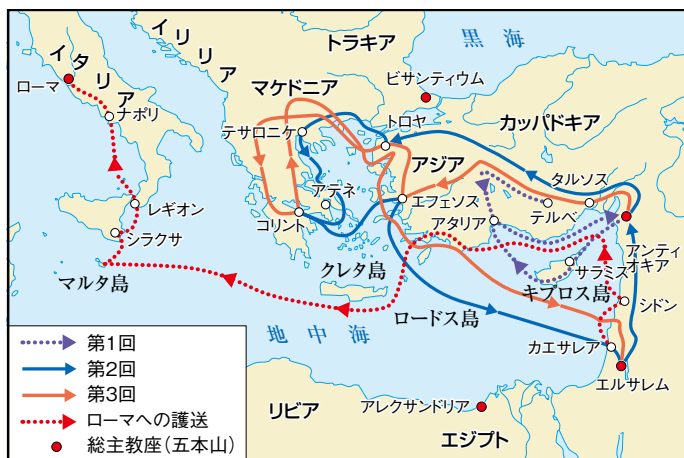 イタリア
イリリア
トラキア
黒海
ローマ
マケドニア
ビサンティウム
ナポリ
テサロニケ
トロヤ
カッパドキア
アジア
タルソス
アテネ
エフェソス
レギオン
コリント
アタリア
テルベ
シラクサ
アンティオキア
クレタ島
サラミス
マルタ島
キプロス島
シドン
地中海
ロードス島
カエサレア
エルサレム
リビア
アレクサンドリア
エジプト
第1回
第2回
第3回
ローマへの護送
総主教座(五本山)